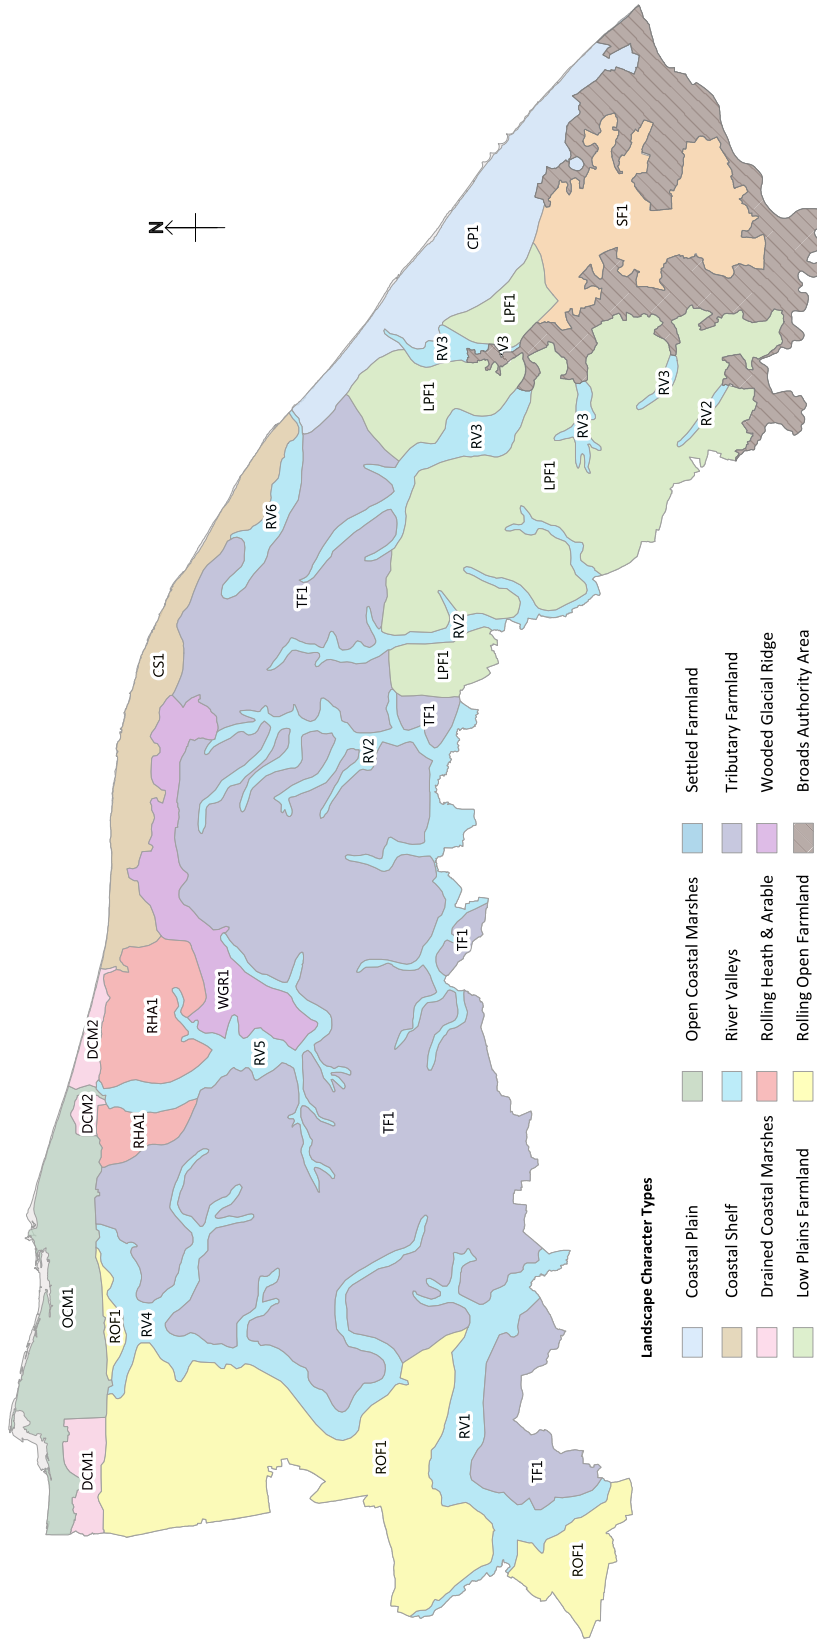 N
OCM1
DCM1
DCM2
DCM2
ROF1
RV4
RHA1
RHA1
CS1
WGR1
RV5
RV6
TF1
CP1
ROF1
TF1
RV2
TF1
LPF1
RV2
LPF1
RV3
LPF1
RV3
V3
SF1
RV1
TF1
LPF1
RV3
RV3
RV2
TF1
ROF1
Landscape Character Types
Coastal Plain
Open Coastal Marshes
Settled Farmland
Coastal Shelf
River Valleys
Tributary Farmland
Drained Coastal Marshes
Rolling Heath & Arable
Wooded Glacial Ridge
Low Plains Farmland
Rolling Open Farmland
Broads Authority Area